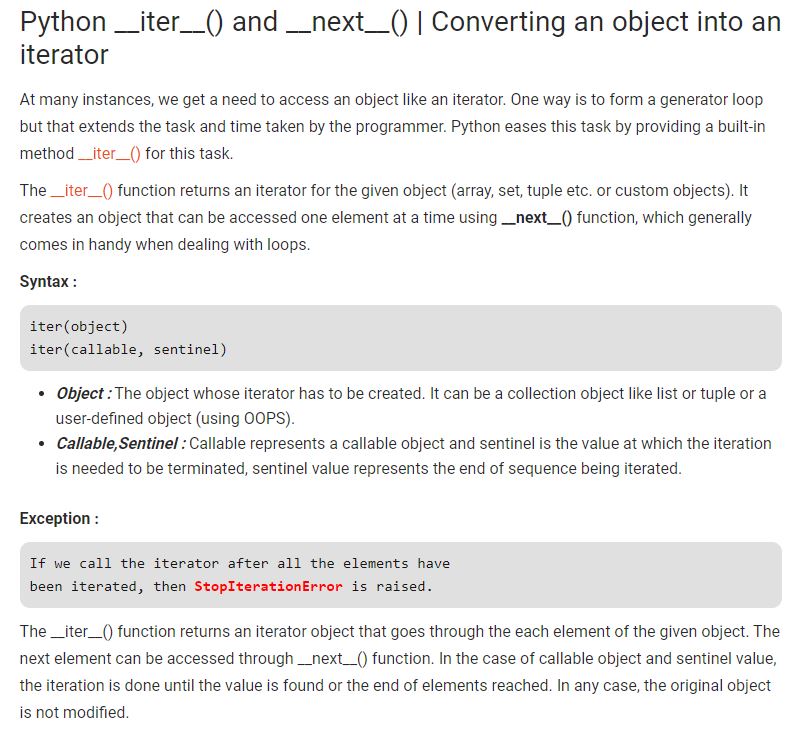 Python __iter__() and __next__() | Converting an object into an
iterator
At many instances, we get a need to access an object like an iterator. One way is to form a generator loop
but that extends the task and time taken by the programmer. Python eases this task by providing a built-in
method __iter__() for this task.
The __iter__() function returns an iterator for the given object (array, set, tuple etc. or custom objects). It
creates an object that can be accessed one element at a time using __next__() function, which generally
comes in handy when dealing with loops.
Syntax :
iter(object)
iter(callable, sentinel)
• Object : The object whose iterator has to be created. It can be a collection object like list or tuple or a
user-defined object (using OOPS).
• Callable,Sentinel : Callable represents a callable object and sentinel is the value at which the iteration
is needed to be terminated, sentinel value represents the end of sequence being iterated.
Exception :
If we call the iterator after all the elements have
been iterated, then StopIterationError is raised.
The __iter__() function returns an iterator object that goes through the each element of the given object. The
next element can be accessed through __next__() function. In the case of callable object and sentinel value,
the iteration is done until the value is found or the end of elements reached. In any case, the original object
is not modified.